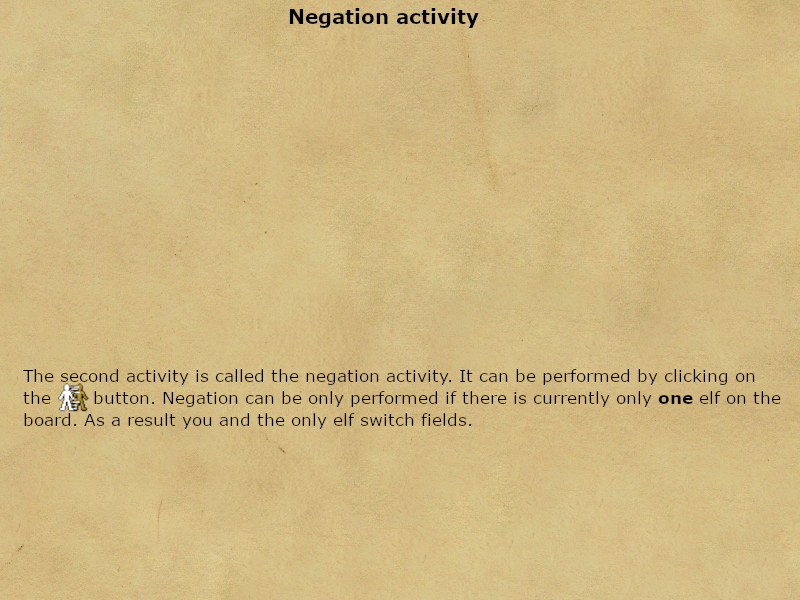 Negation activity
The second activity is called the negation activity. It can be performed by clicking on
the button. Negation can be only performed if there is currently only one elf on the
board. As a result you and the only elf switch fields.